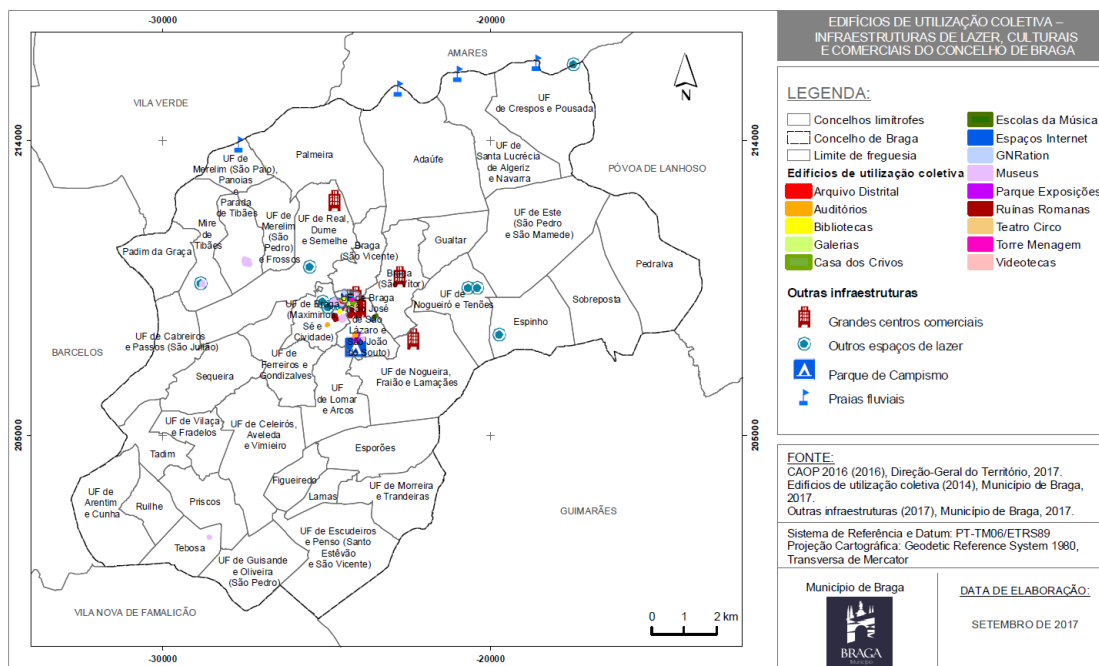 -30000
-20000
EDIFÍCIOS DE UTILIZAÇÃO COLETIVA –
INFRAESTRUTURAS DE LAZER, CULTURAIS
E COMERCIAIS DO CONCELHO DE BRAGA
AMARES
VILA VERDE
N
UF
de Crespos e Pousada
214000
214000
Palmeira
Adaúfe
UF de
Santa Lucrécia
de Algeriz
e Navarra
PÓVOA DE LANHOSO
UF de
Merelim (São Paio),
Panoias
e
Parada
de Tibães
Mire
de
Tibães
UF de
Merelim
(São
Pedro)
e Frossos
UF de Real,
Dume
e Semelhe
UF de Este
(São Pedro
e São Mamede)
Padim da Graça
Braga
(São Vicente)
Gualtar
Pedralva
Braga
(São Vítor)
UF de
Nogueiró e Tenões
Sobreposta
UF de Braga
(Maximinos,
Sé e
Cividade)
UF de Braga
(São José
de São
Lázaro e
São João
do Souto)
Espinho
UF de Cabreiros
e Passos (São Julião)
BARCELOS
UF de
Ferreiros e
Gondizalves
UF de Nogueira,
Fraião e Lamaçães
Sequeira
UF
de Lomar
e Arcos
UF de Vilaça
e Fradelos
UF de Celeirós,
Aveleda
e Vimieiro
205000
205000
Esporões
Tadim
Figueiredo
UF de Morreira
e Trandeiras
Lamas
UF de
Arentim
e Cunha
Ruilhe
Priscos
GUIMARÃES
UF de Escudeiros
e Penso (Santo
Estêvão
e São Vicente)
Tebosa
UF de Guisande
e Oliveira
(São Pedro)
VILA NOVA DE FAMALICÃO
0 1 2 km
-30000
-20000
LEGENDA:
Concelhos limítrofes
Concelho de Braga
Limite de freguesia
Edifícios de utilização coletiva
Arquivo Distrital
Auditórios
Bibliotecas
Galerias
Casa dos Crivos
Escolas da Música
Espaços Internet
GNRation
Museus
Parque Exposições
Ruínas Romanas
Teatro Circo
Torre Menagem
Videotecas
Outras infraestruturas
Grandes centros comerciais
Outros espaços de lazer
Parque de Campismo
Praias fluviais
FONTE:
CAOP 2016 (2016), Direção-Geral do Território, 2017.
Edifícios de utilização coletiva (2014), Município de Braga,
2017.
Outras infraestruturas (2017), Município de Braga, 2017.
Sistema de Referência e Datum: PT-TM06/ETRS89
Projeção Cartográfica: Geodetic Reference System 1980,
Transversa de Mercator
Município de Braga
BRAGA
Município
DATA DE ELABORAÇÃO:
SETEMBRO DE 2017